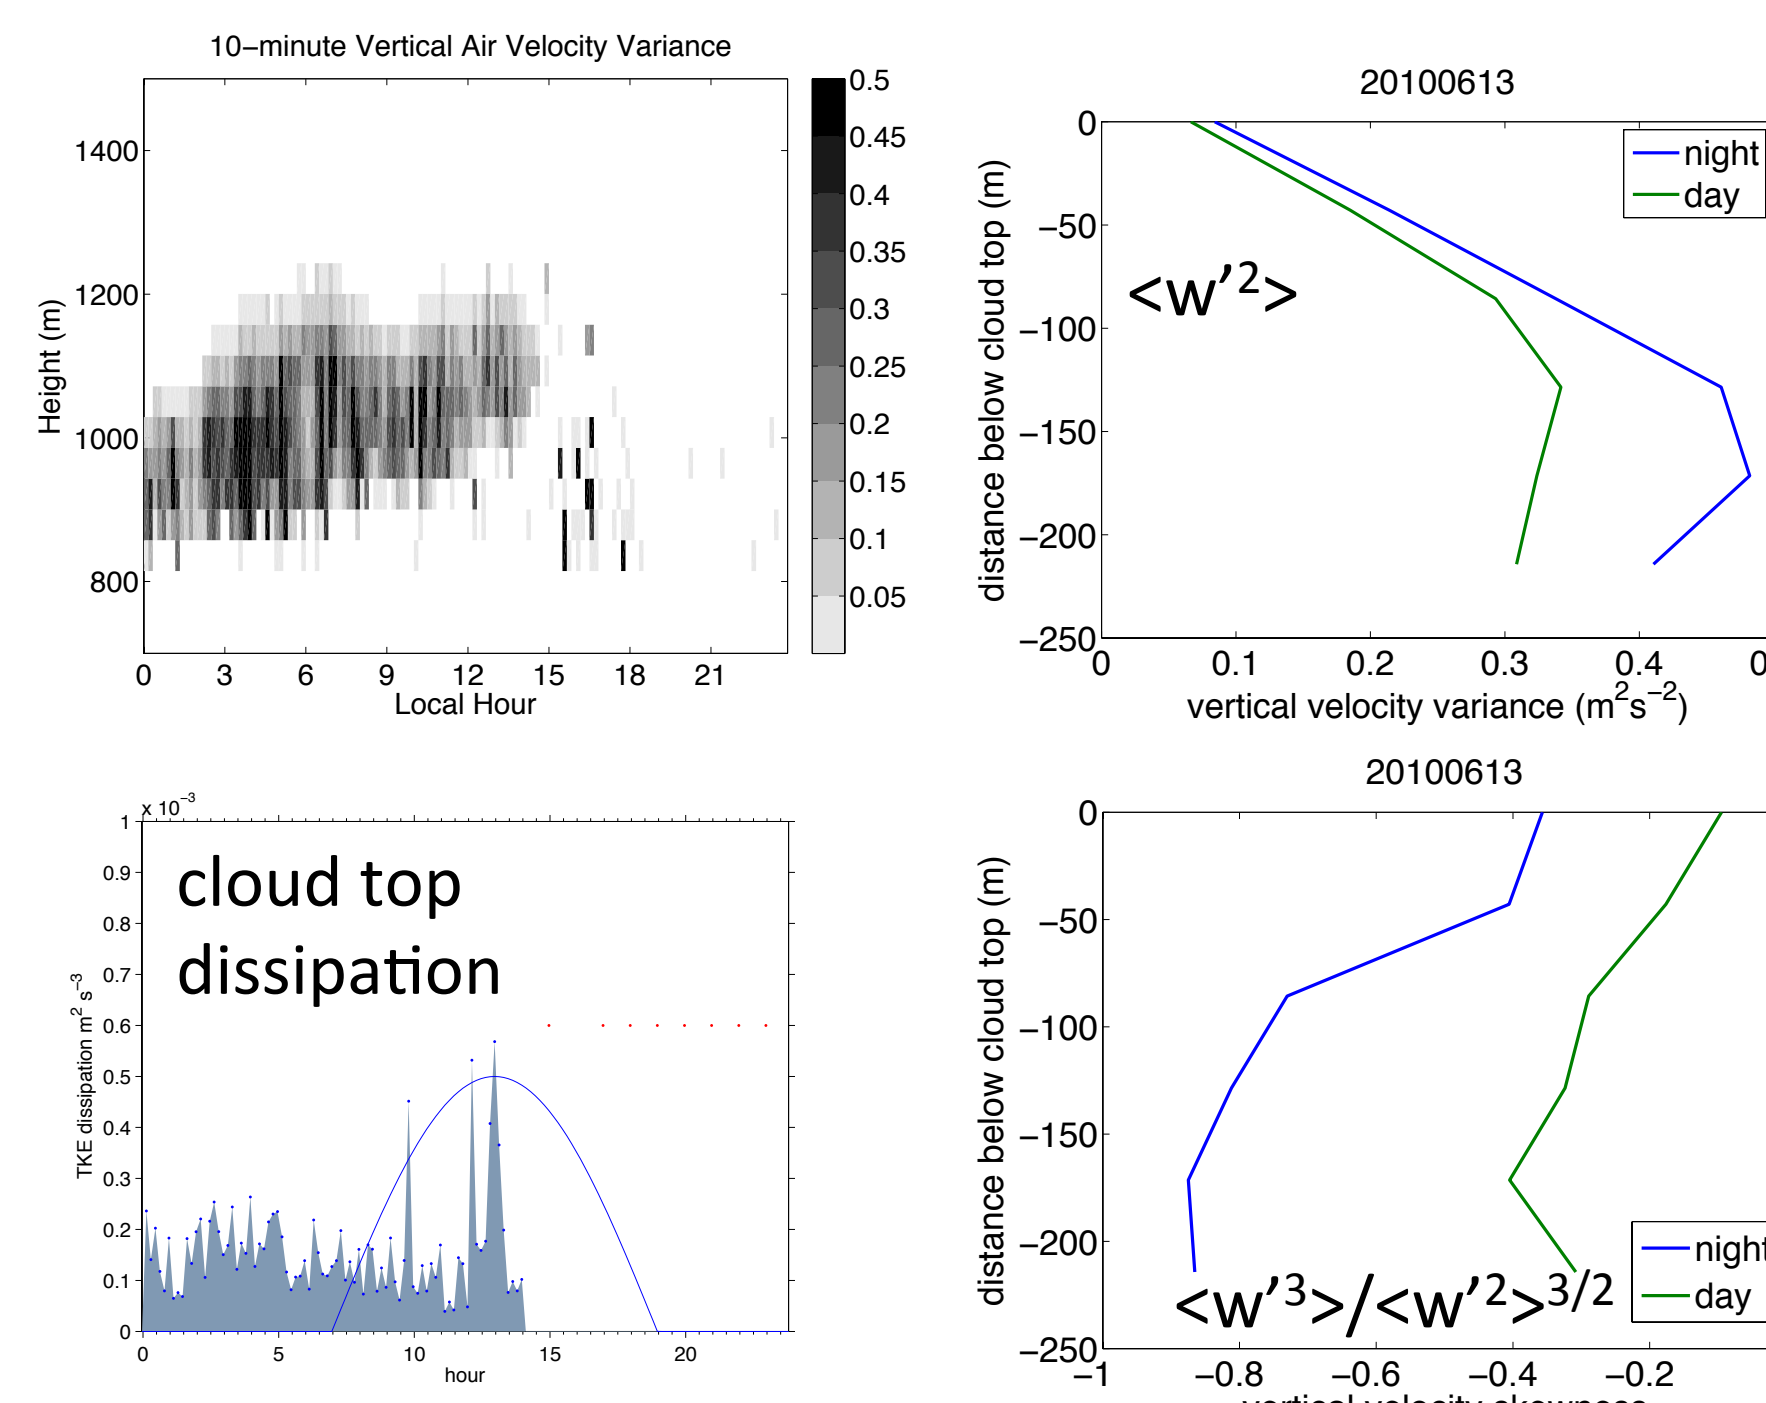 10−minute Vertical Air Velocity Variance
Height (m)
1400
1200
1000
800
0 3 6 9 12 15 18 21
Local Hour
0.5
0.45
0.4
0.35
0.3
0.25
0.2
0.15
0.1
0.05
20100613
distance below cloud top (m)
0
−50
−100
−150
−200
−250
<w′2>
night
day
0 0.1 0.2 0.3 0.4 0
vertical velocity variance (m2s−2)
x 10−3
TKE dissipation m2 s−3
1
0.9
0.8
0.7
0.6
0.5
0.4
0.3
0.2
0.1
0
cloud top
dissipation
0 5 10 15 20
hour
20100613
distance below cloud top (m)
0
−50
−100
−150
−200
−250
night
day
<w′3>/<w′2>3/2
−1 −0.8 −0.6 −0.4 −0.2
vertical velocity skewness